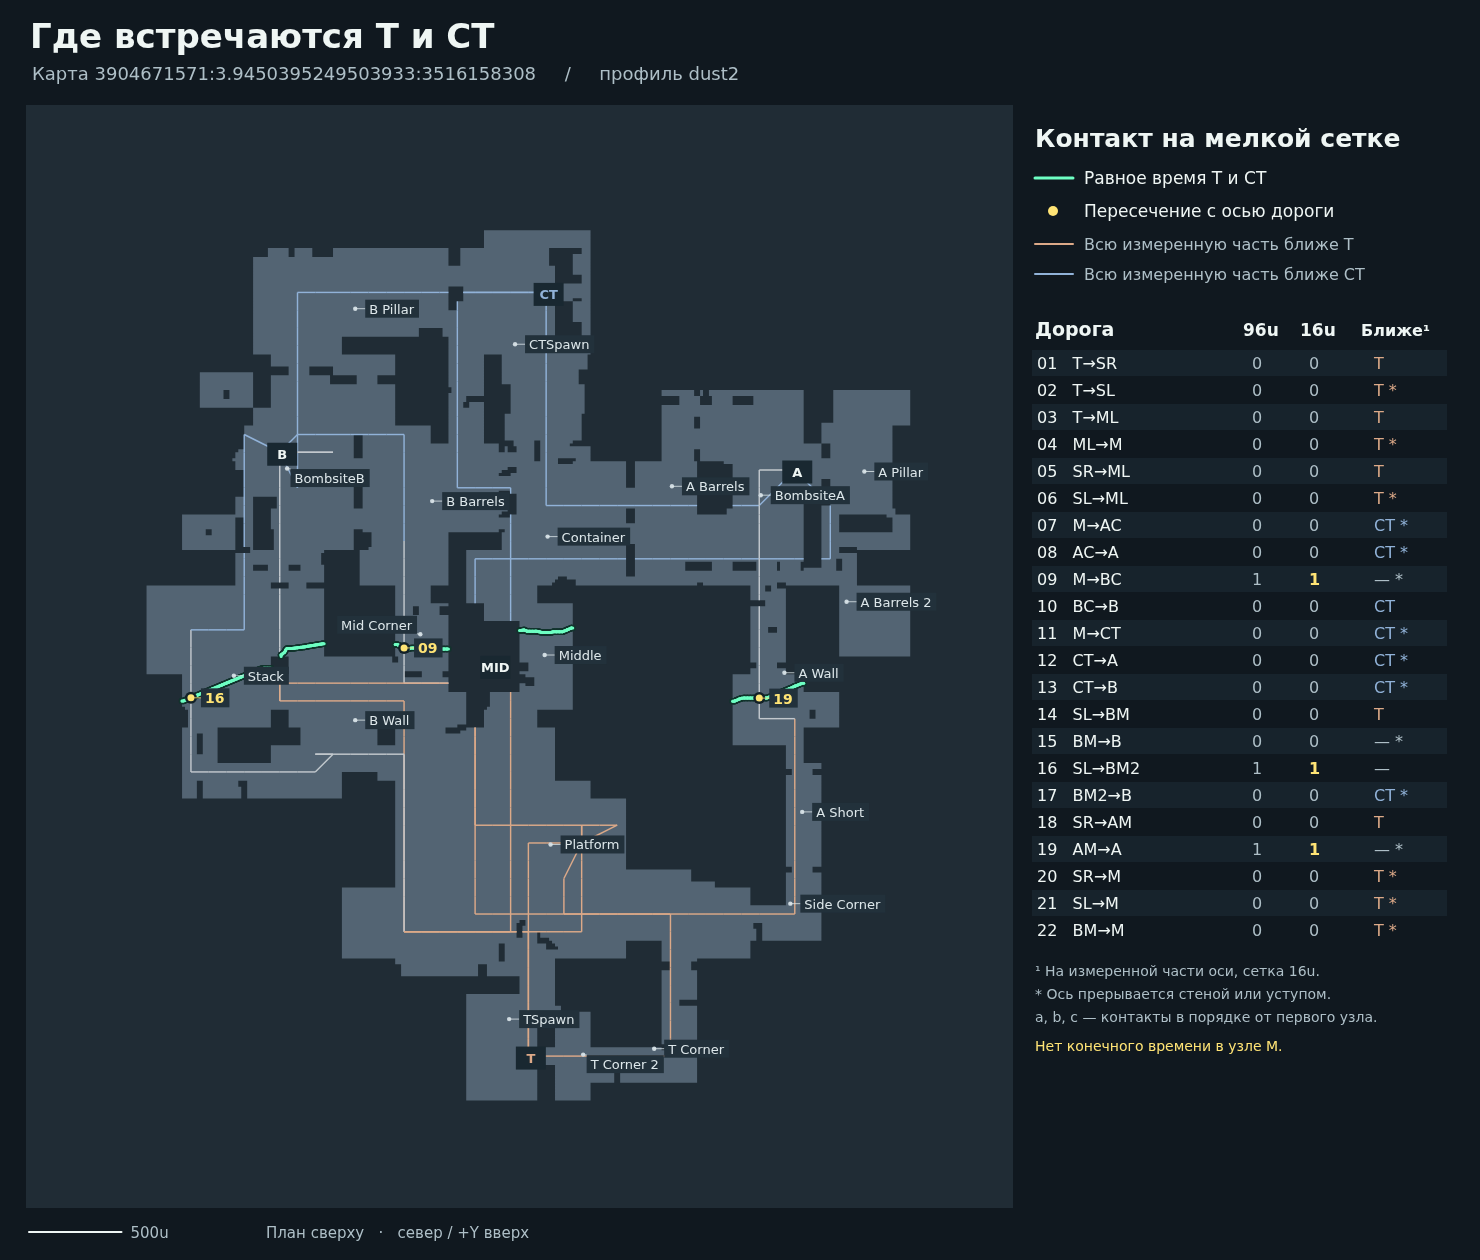 Где встречаются T и CT
Карта 3904671571:3.9450395249503933:3516158308 / профиль dust2
CT
B Pillar
CTSpawn
B
BombsiteB
A
A Pillar
A Barrels
BombsiteA
B Barrels
Container
A Barrels 2
Mid Corner
09
Middle
MID
Stack
A Wall
16
19
B Wall
A Short
Platform
Side Corner
TSpawn
T Corner
T
T Corner 2
Контакт на мелкой сетке
Равное время T и CT
Пересечение с осью дороги
Всю измеренную часть ближе T
Всю измеренную часть ближе CT
Дорога 96u 16u Ближе¹
01 T→SR 0 0 T
02 T→SL 0 0 T *
03 T→ML 0 0 T
04 ML→M 0 0 T *
05 SR→ML 0 0 T
06 SL→ML 0 0 T *
07 M→AC 0 0 CT *
08 AC→A 0 0 CT *
09 M→BC 1 1 — *
10 BC→B 0 0 CT
11 M→CT 0 0 CT *
12 CT→A 0 0 CT *
13 CT→B 0 0 CT *
14 SL→BM 0 0 T
15 BM→B 0 0 — *
16 SL→BM2 1 1 —
17 BM2→B 0 0 CT *
18 SR→AM 0 0 T
19 AM→A 1 1 — *
20 SR→M 0 0 T *
21 SL→M 0 0 T *
22 BM→M 0 0 T *
¹ На измеренной части оси, сетка 16u.
* Ось прерывается стеной или уступом.
a, b, c — контакты в порядке от первого узла.
Нет конечного времени в узле M.
500u
План сверху · север / +Y вверх